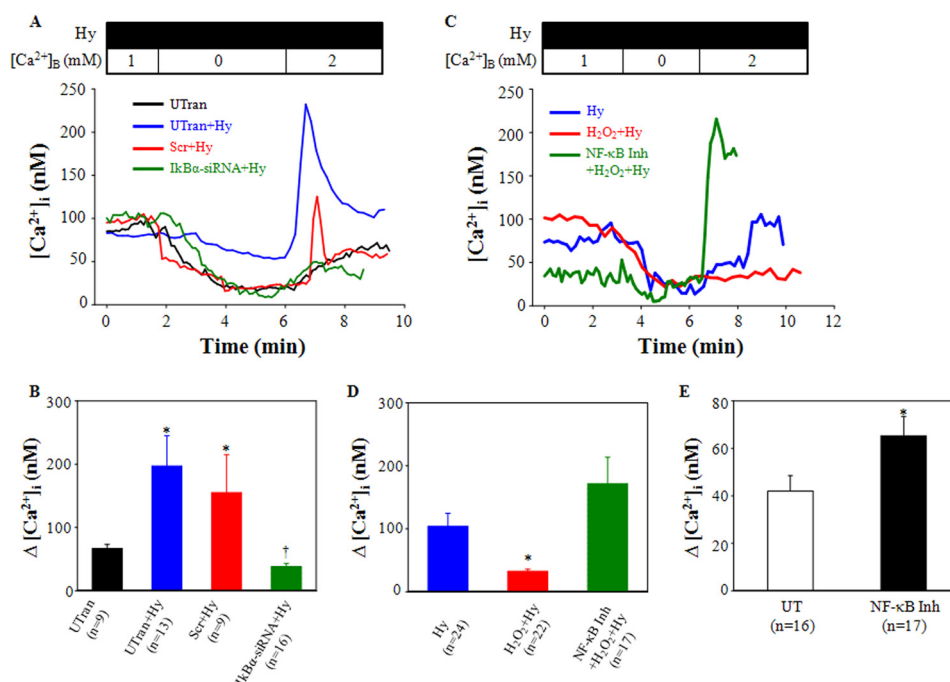 A
Hy
[Ca²⁺]B (mM) 1 0 2
250
200
150
100
50
0
[Ca²⁺]i (nM)
UTran
UTran+Hy
Scr+Hy
IkBα-siRNA+Hy
0 2 4 6 8 10
Time (min)
C
Hy
[Ca²⁺]B (mM) 1 0 2
250
200
150
100
50
0
[Ca²⁺]i (nM)
Hy
H₂O₂+Hy
NF-κB Inh
+H₂O₂+Hy
0 2 4 6 8 10 12
Time (min)
B
300
200
100
0
Δ [Ca²⁺]i (nM)
* * †
UTran
(n=9)
UTran+Hy
(n=13)
Scr+Hy
(n=9)
IkBα-siRNA+Hy
(n=16)
D
300
200
100
0
Δ [Ca²⁺]i (nM)
*
Hy
(n=24)
H₂O₂+Hy
(n=22)
NF-κB Inh
+H₂O₂+Hy
(n=17)
E
80
60
40
20
0
Δ [Ca²⁺]i (nM)
*
UT
(n=16)
NF-κB Inh
(n=17)